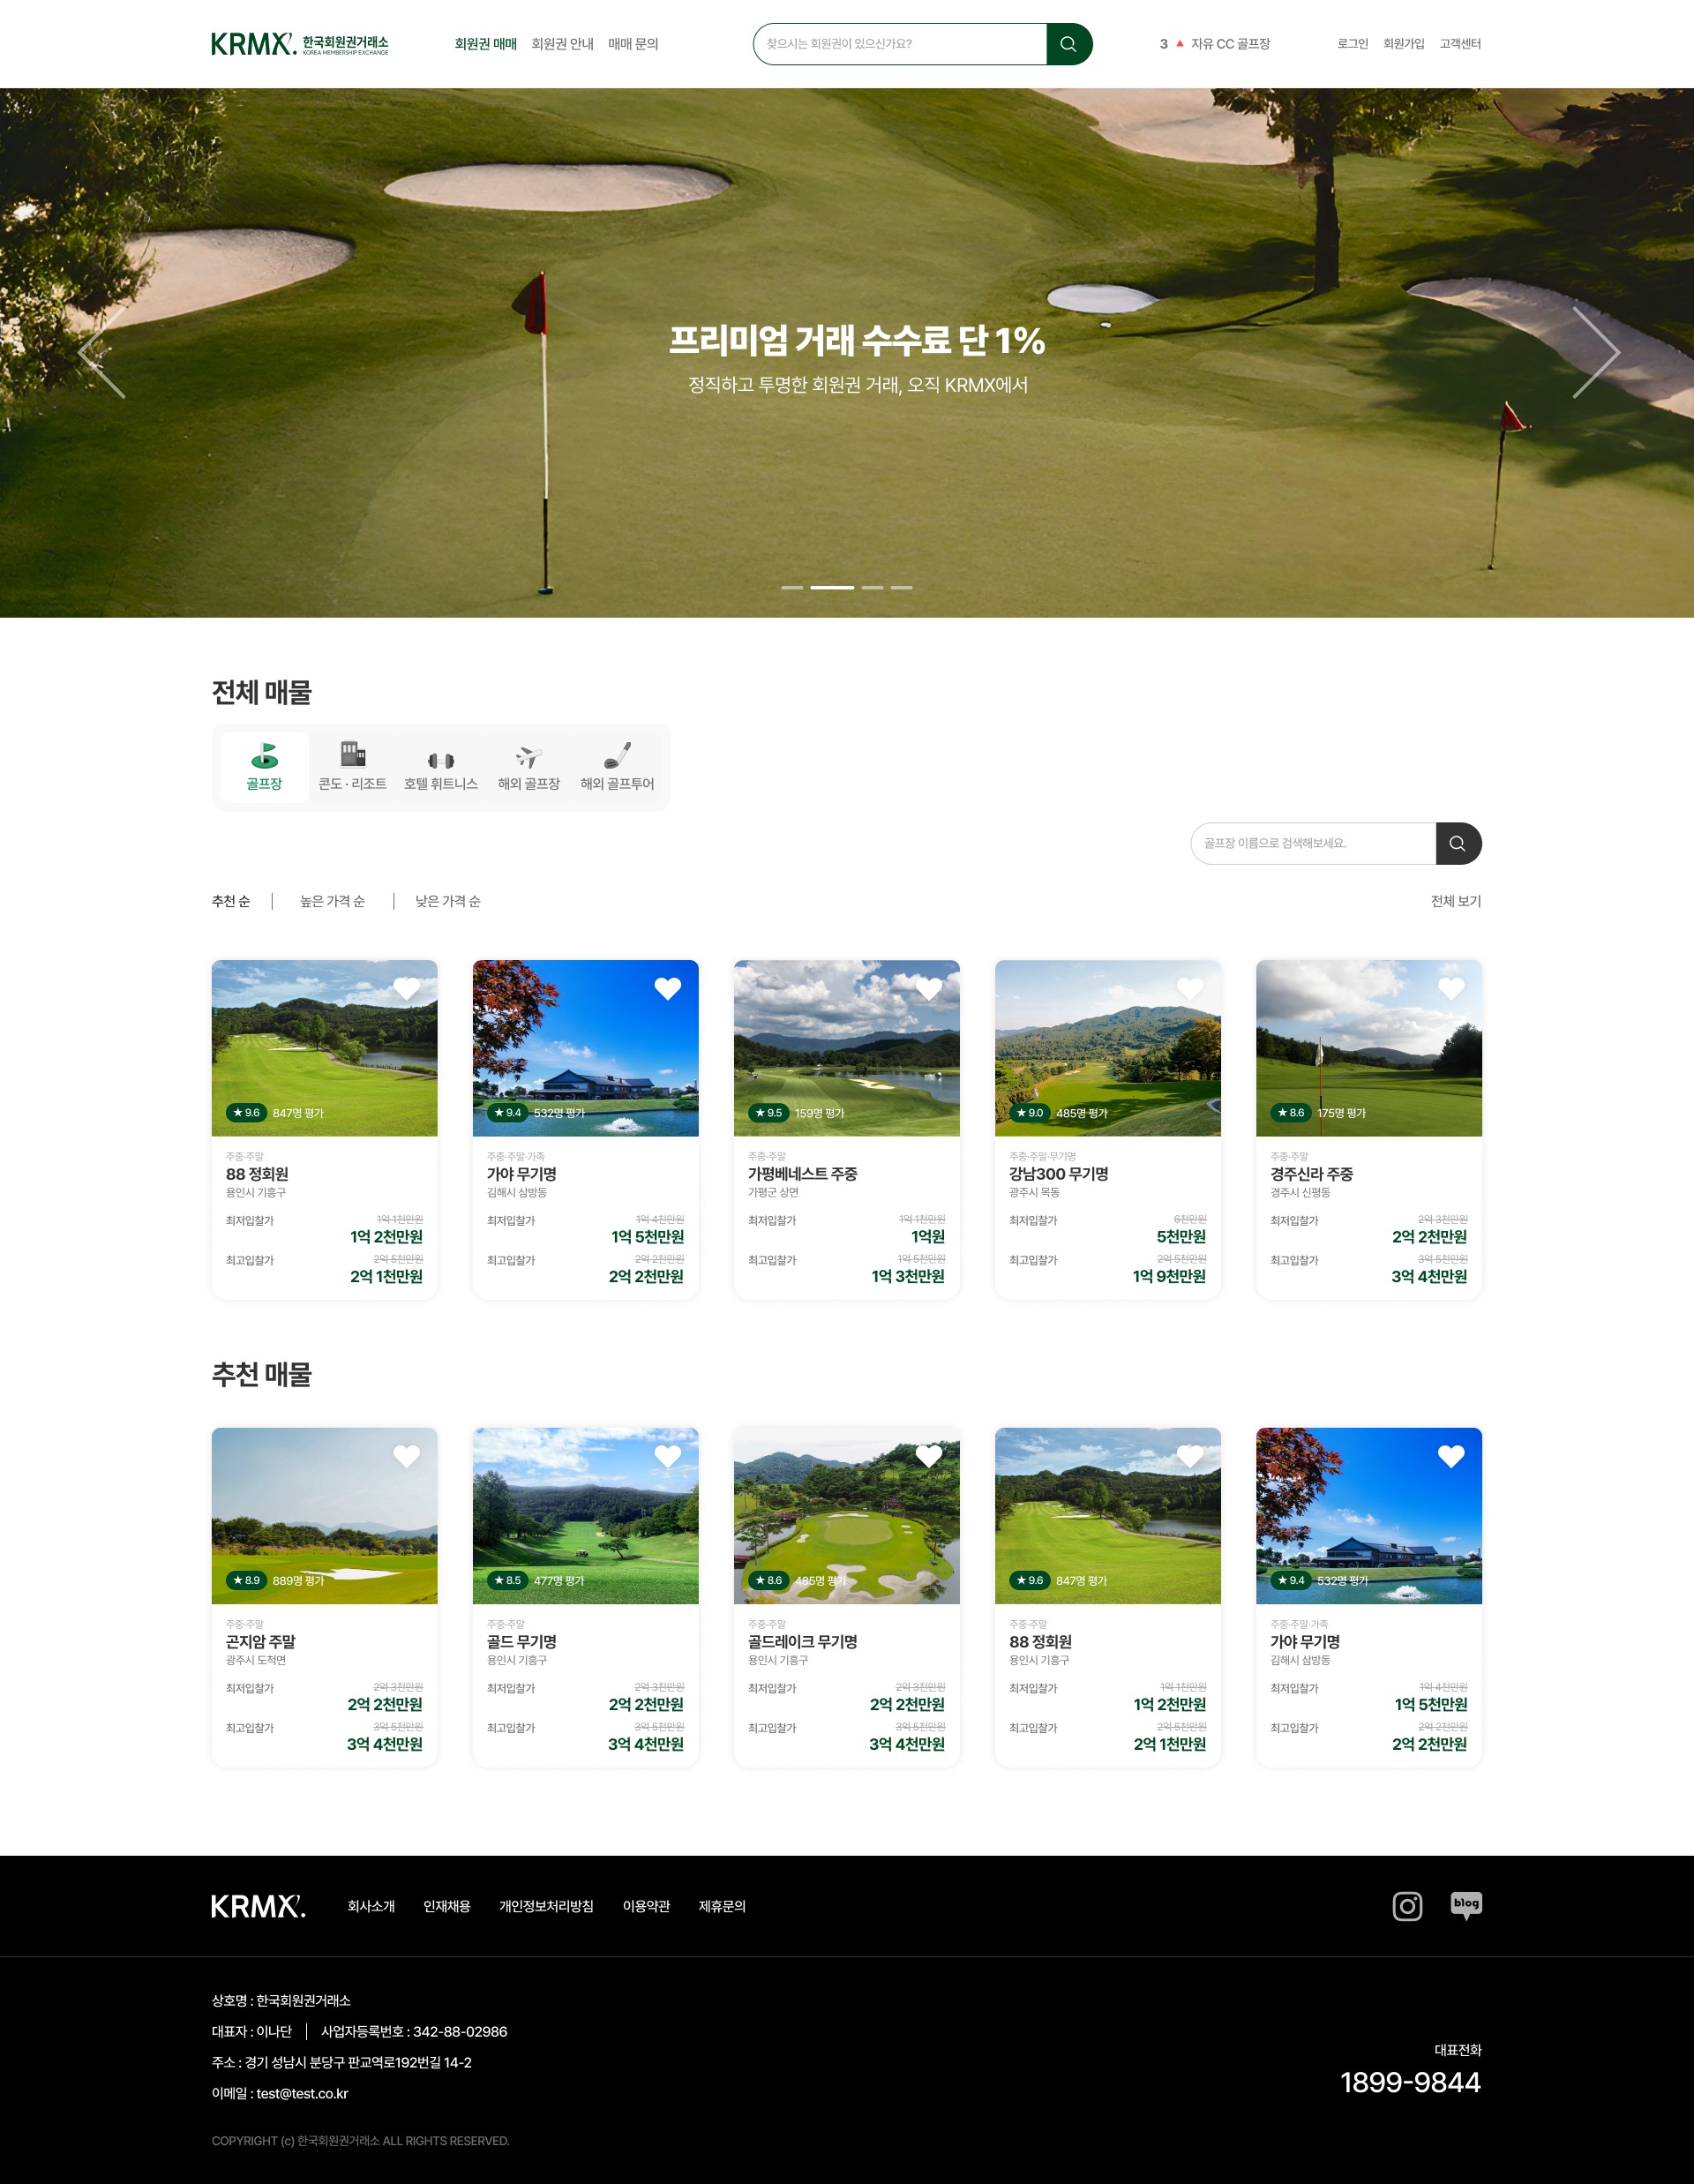 KRMX. 한국회원권거래소
KOREA MEMBERSHIP EXCHANGE
회원권 매매 회원권 안내 매매 문의
찾으시는 회원권이 있으신가요?
3 자유 CC 골프장
로그인 회원가입 고객센터
프리미엄 거래 수수료 단 1%
정직하고 투명한 회원권 거래, 오직 KRMX에서
전체 매물
골프장 콘도 · 리조트 호텔 휘트니스 해외 골프장 해외 골프투어
골프장 이름으로 검색해보세요.
추천 순 높은 가격 순 낮은 가격 순 전체 보기
★ 9.6 847명 평가
주중·주말
88 정회원
용인시 기흥구
최저입찰가 1억 1천만원
1억 2천만원
최고입찰가 2억 5천만원
2억 1천만원
★ 9.4 532명 평가
주중·주말·가족
가야 무기명
김해시 삼방동
최저입찰가 1억 4천만원
1억 5천만원
최고입찰가 2억 2천만원
2억 2천만원
★ 9.5 159명 평가
주중·주말
가평베네스트 주중
가평군 상면
최저입찰가 1억 1천만원
1억원
최고입찰가 1억 5천만원
1억 3천만원
★ 9.0 485명 평가
주중·주말·무기명
강남300 무기명
광주시 목동
최저입찰가 6천만원
5천만원
최고입찰가 2억 5천만원
1억 9천만원
★ 8.6 175명 평가
주중·주말
경주신라 주중
경주시 신평동
최저입찰가 2억 3천만원
2억 2천만원
최고입찰가 3억 5천만원
3억 4천만원
추천 매물
★ 8.9 889명 평가
주중·주말
곤지암 주말
광주시 도척면
최저입찰가 2억 3천만원
2억 2천만원
최고입찰가 3억 5천만원
3억 4천만원
★ 8.5 477명 평가
주중·주말
골드 무기명
용인시 기흥구
최저입찰가 2억 3천만원
2억 2천만원
최고입찰가 3억 5천만원
3억 4천만원
★ 8.6 485명 평가
주중·주말
골드레이크 무기명
용인시 기흥구
최저입찰가 2억 3천만원
2억 2천만원
최고입찰가 3억 5천만원
3억 4천만원
★ 9.6 847명 평가
주중·주말
88 정회원
용인시 기흥구
최저입찰가 1억 1천만원
1억 2천만원
최고입찰가 2억 5천만원
2억 1천만원
★ 9.4 532명 평가
주중·주말·가족
가야 무기명
김해시 삼방동
최저입찰가 1억 4천만원
1억 5천만원
최고입찰가 2억 2천만원
2억 2천만원
KRMX. 회사소개 인재채용 개인정보처리방침 이용약관 제휴문의
blog
상호명 : 한국회원권거래소
대표자 : 이나단 사업자등록번호 : 342-88-02986
주소 : 경기 성남시 분당구 판교역로192번길 14-2
이메일 : test@test.co.kr
대표전화
1899-9844
COPYRIGHT (c) 한국회원권거래소 ALL RIGHTS RESERVED.